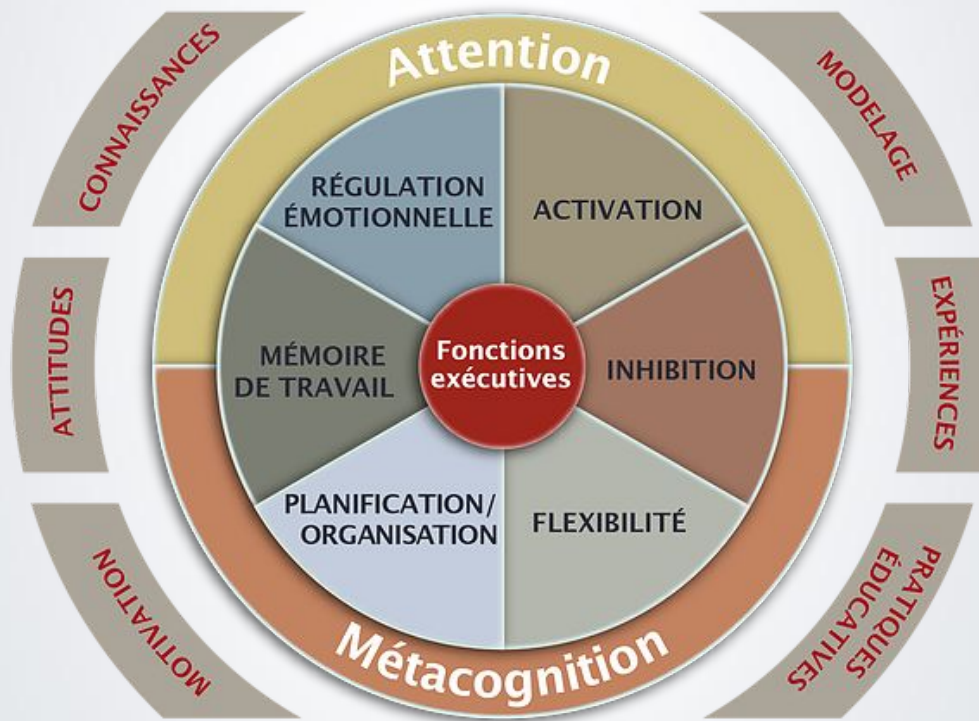 CONNAISSANCES
Attention
MODELAGE
RÉGULATION
ÉMOTIONNELLE
ACTIVATION
ATTITUDES
MÉMOIRE
DE TRAVAIL
Fonctions
exécutives
INHIBITION
EXPÉRIENCES
PLANIFICATION/
ORGANISATION
FLEXIBILITÉ
MOTIVATION
Métacognition
PRATIQUES
ÉDUCATIVES